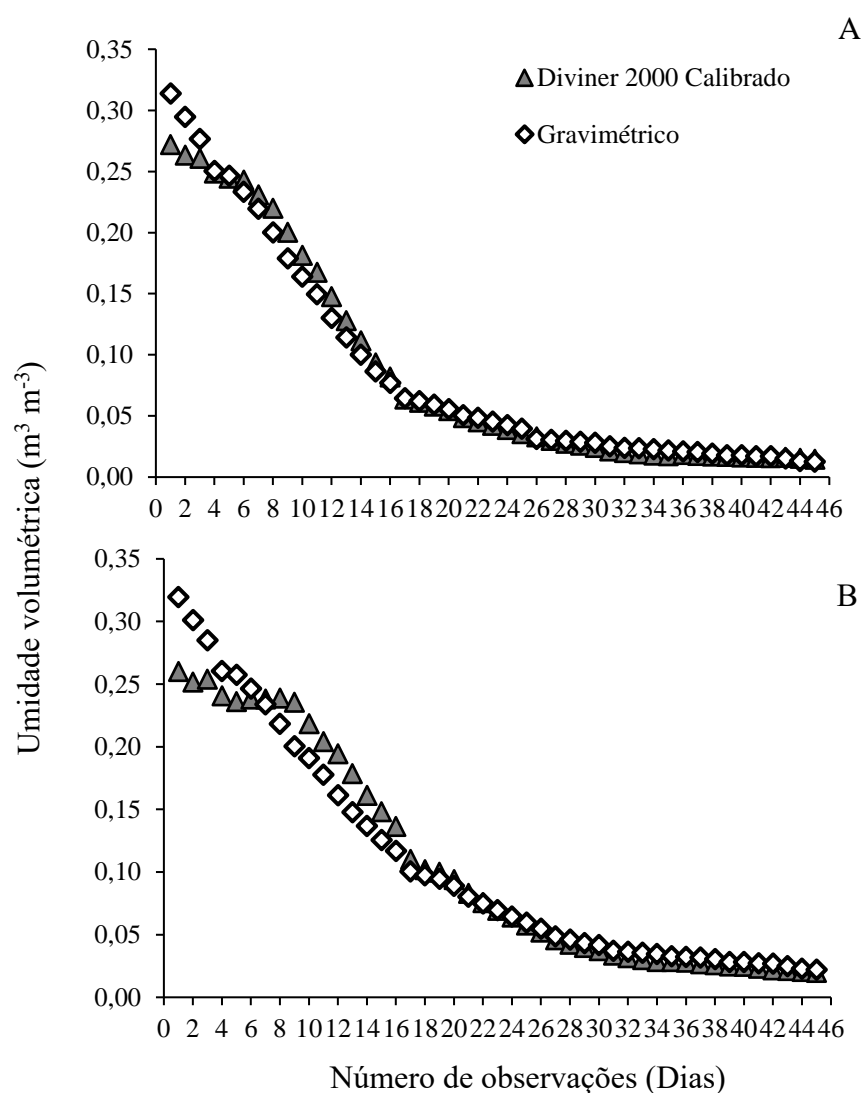 A
0,35
0,30
0,25
0,20
0,15
0,10
0,05
0,00
Diviner 2000 Calibrado
Gravimétrico
0 2 4 6 8 10 12 14 16 18 20 22 24 26 28 30 32 34 36 38 40 42 44 46
Umidade volumétrica (m³ m⁻³)
B
0,35
0,30
0,25
0,20
0,15
0,10
0,05
0,00
0 2 4 6 8 10 12 14 16 18 20 22 24 26 28 30 32 34 36 38 40 42 44 46
Número de observações (Dias)